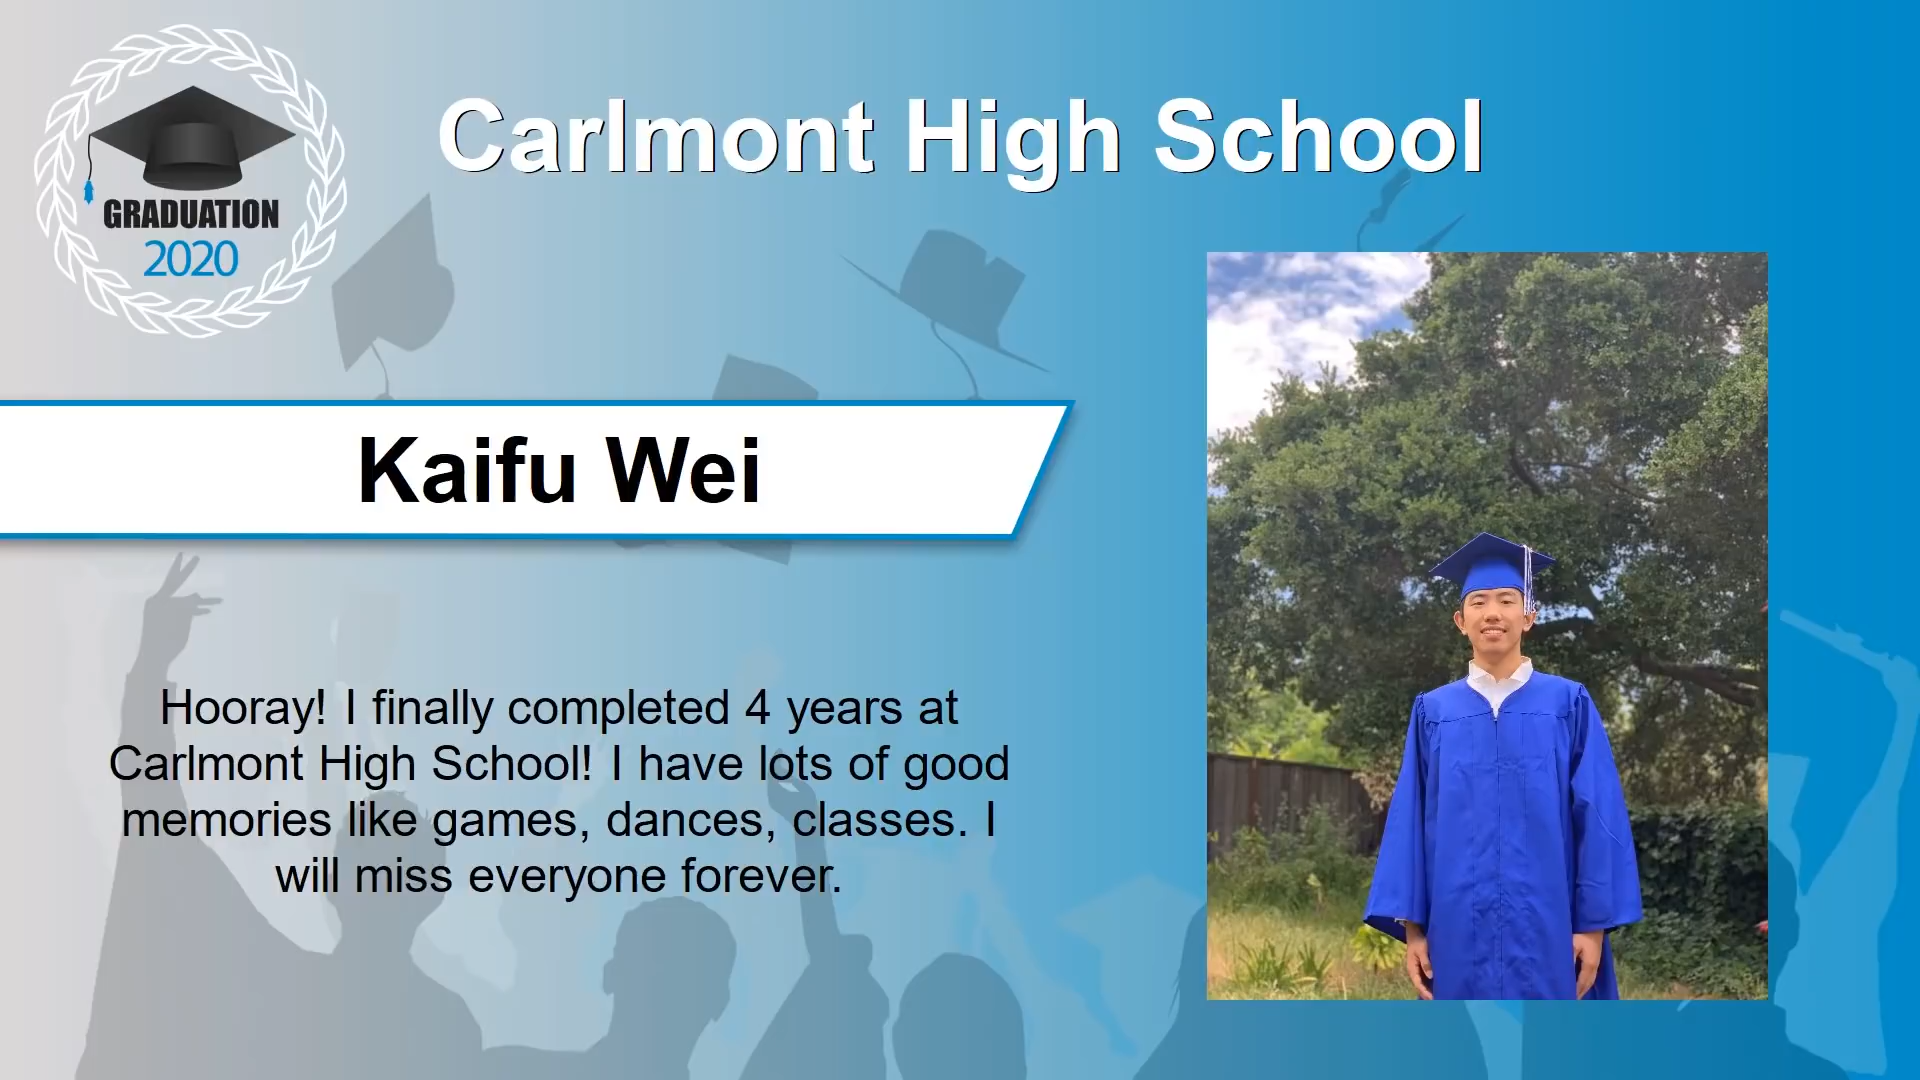 GRADUATION
2020
Carlmont High School
Kaifu Wei
Hooray! I finally completed 4 years at
Carlmont High School! I have lots of good
memories like games, dances, classes. I
will miss everyone forever.